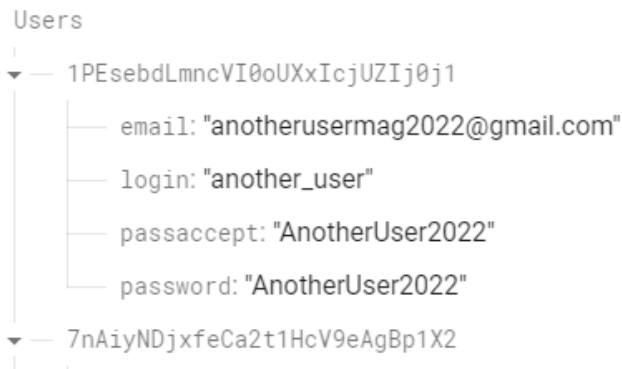 Users
1PEsebdLmncVI0oUXxIcjUZIj0j1
email: "anotherusermag2022@gmail.com"
login: "another_user"
passaccept: "AnotherUser2022"
password: "AnotherUser2022"
7nAiyNDjxfeCa2t1HcV9eAgBp1X2